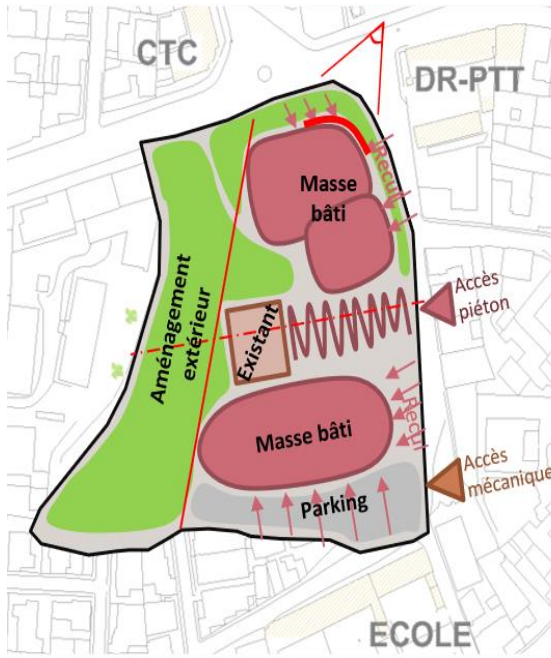 CTC
DR-PTT
Recul
Masse
bâti
Accès
piéton
Aménagement
extérieur
Existant
Recul
Masse bâti
Accès
mécanique
Parking
ECOLE